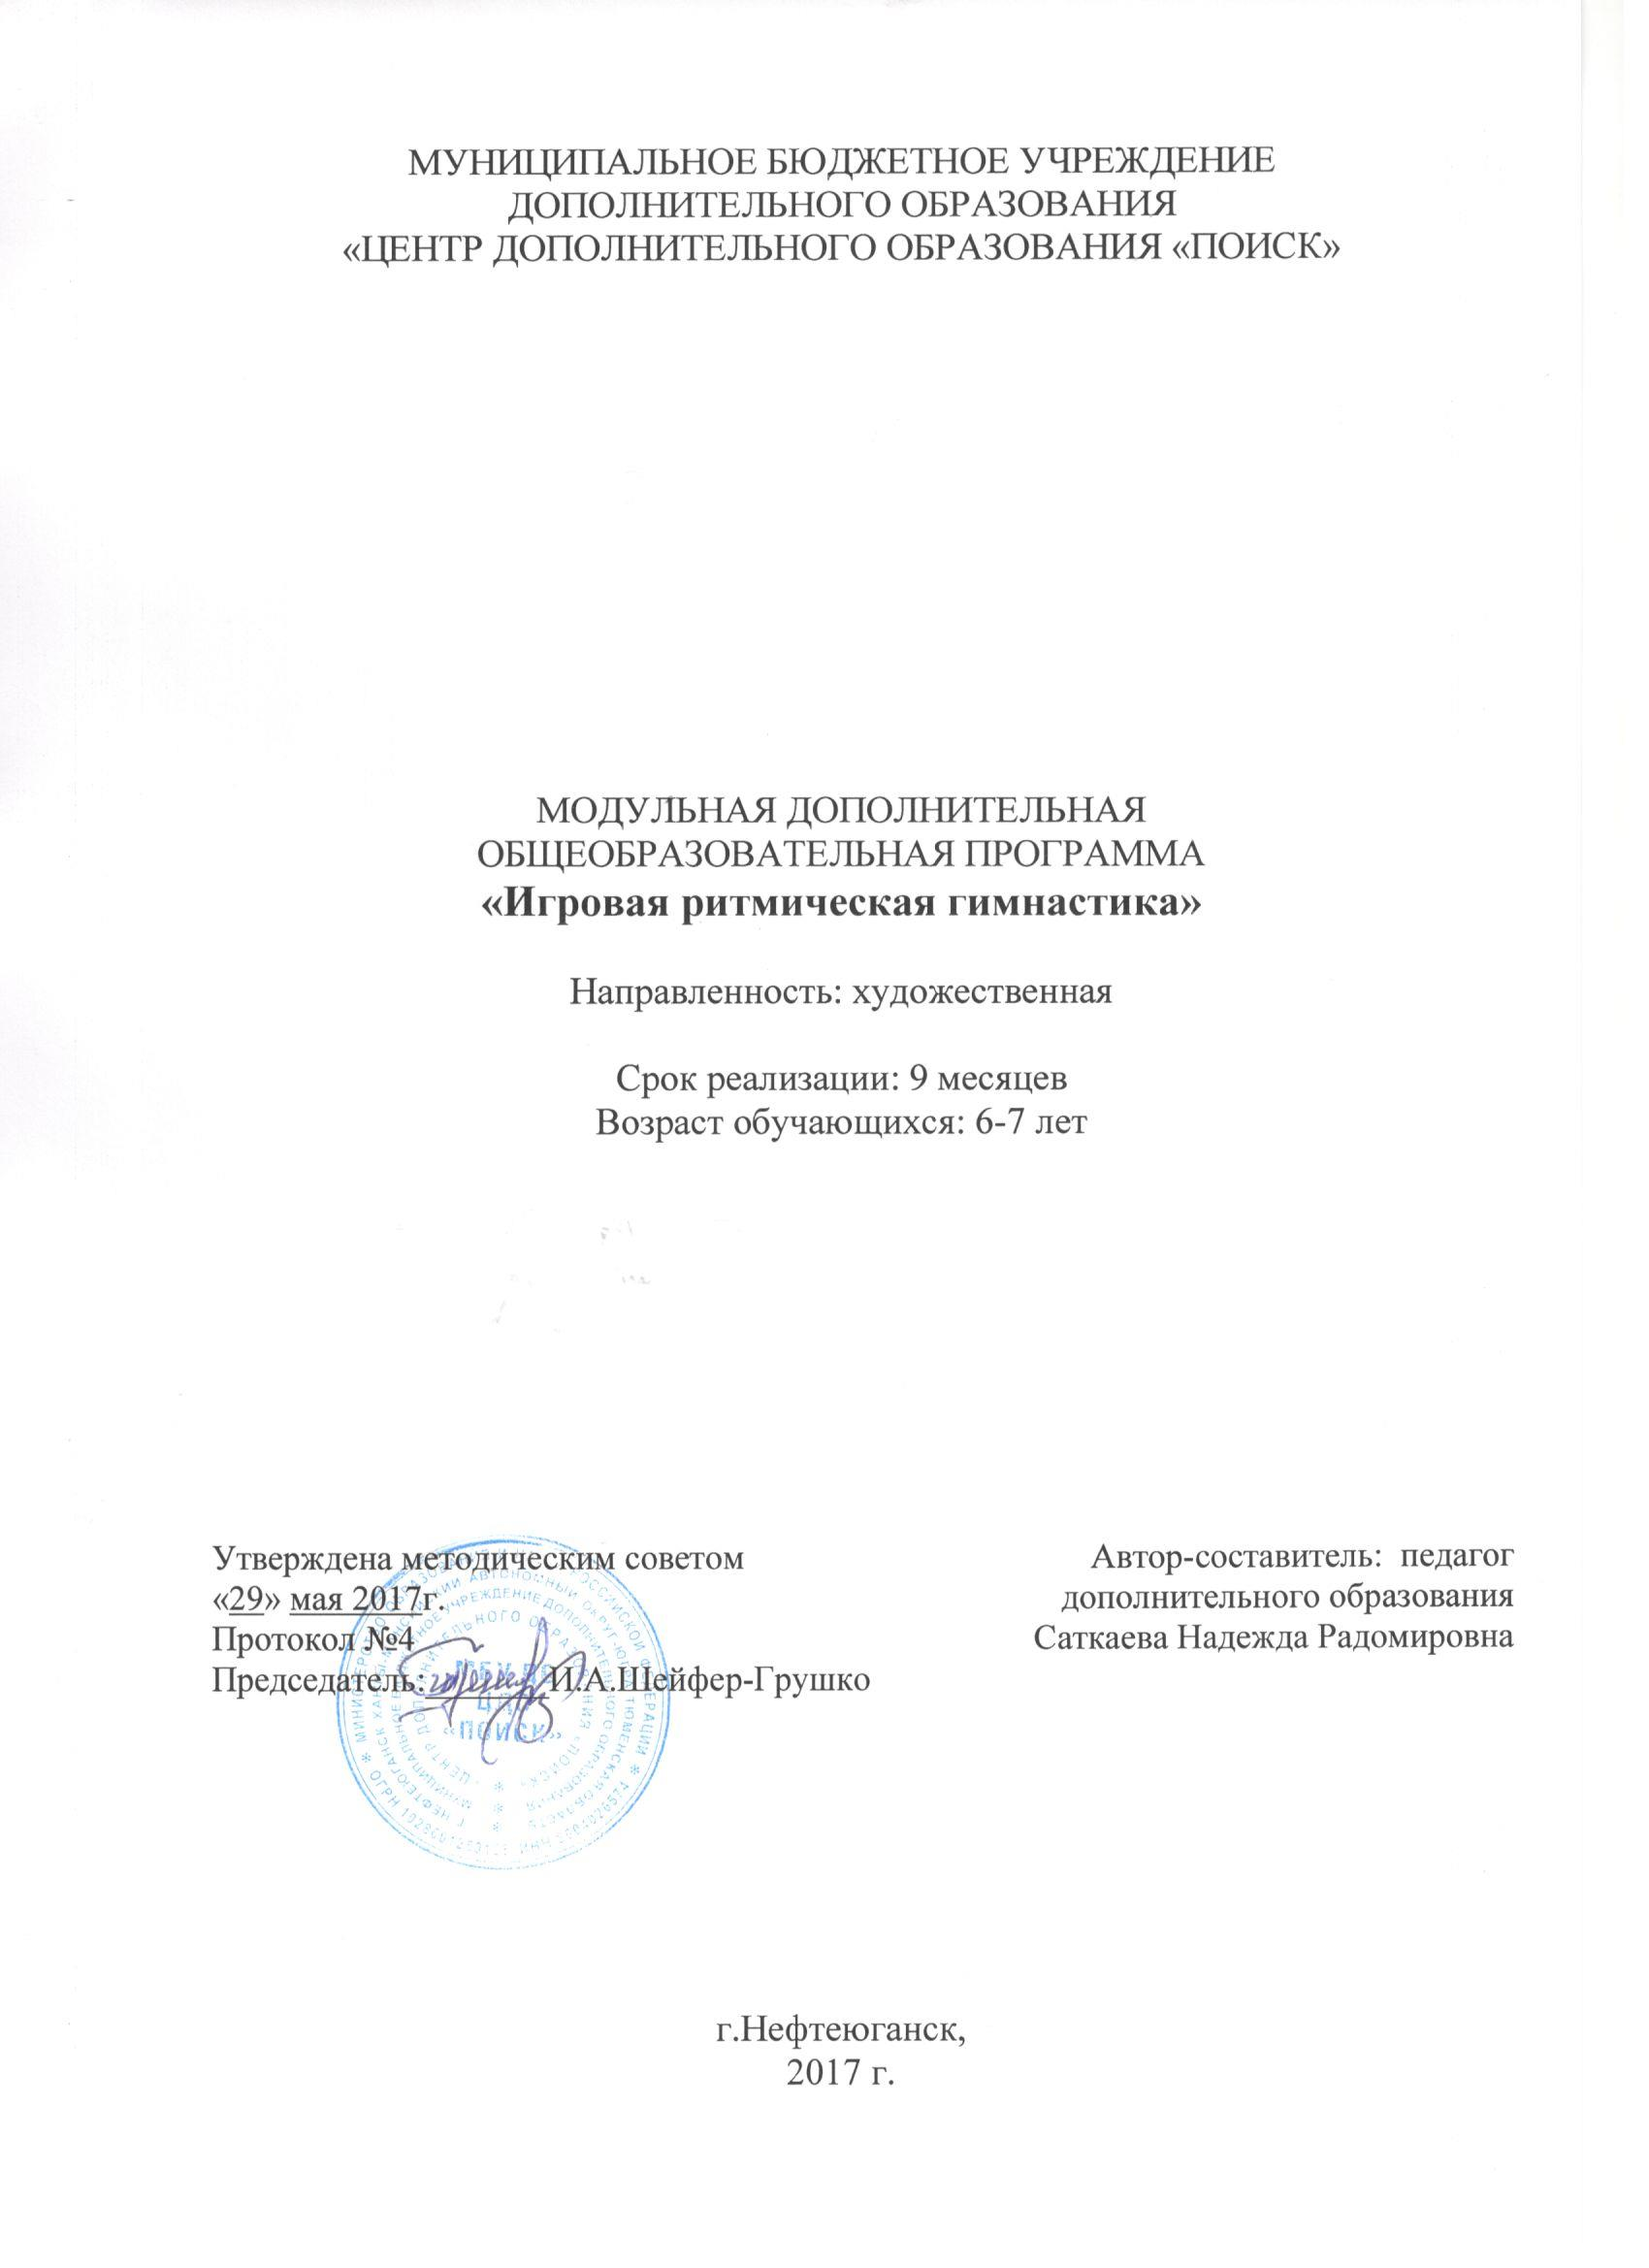 МУНИЦИПАЛЬНОЕ БЮДЖЕТНОЕ УЧРЕЖДЕНИЕ
ДОПОЛНИТЕЛЬНОГО ОБРАЗОВАНИЯ
«ЦЕНТР ДОПОЛНИТЕЛЬНОГО ОБРАЗОВАНИЯ «ПОИСК»
МОДУЛЬНАЯ ДОПОЛНИТЕЛЬНАЯ
ОБЩЕОБРАЗОВАТЕЛЬНАЯ ПРОГРАММА
«Игровая ритмическая гимнастика»
Направленность: художественная
Срок реализации: 9 месяцев
Возраст обучающихся: 6-7 лет
Утверждена методическим советом
«29» мая 2017г.
Протокол №4
Председатель: И.А.Шейфер-Грушко
Автор-составитель: педагог
дополнительного образования
Саткаева Надежда Радомировна
«ПОИСК»
г.Нефтеюганск,
2017 г.